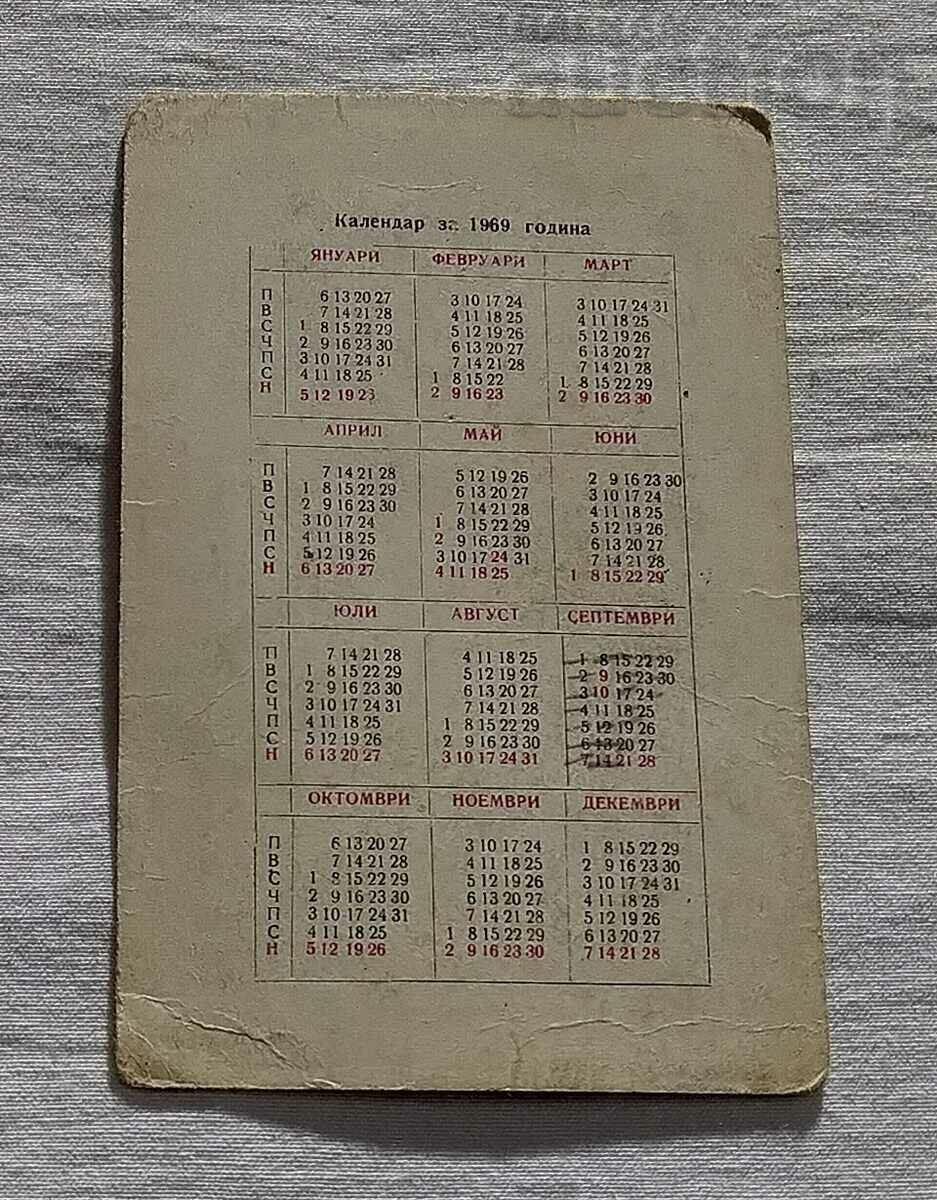 Календар за 1969 година
ЯНУАРИ ФЕВРУАРИ МАРТ
П 6 13 20 27 3 10 17 24 3 10 17 24 31
В 7 14 21 28 4 11 18 25 4 11 18 25
С 1 8 15 22 29 5 12 19 26 5 12 19 26
Ч 2 9 16 23 30 6 13 20 27 6 13 20 27
П 3 10 17 24 31 7 14 21 28 7 14 21 28
С 4 11 18 25 1 8 15 22 1 8 15 22 29
Н 5 12 19 2 9 16 23 2 9 16 23 30
АПРИЛ МАЙ ЮНИ
П 7 14 21 28 5 12 19 26 2 9 16 23 30
В 1 8 15 22 29 6 13 20 27 3 10 17 24
С 2 9 16 23 30 7 14 21 28 4 11 18 25
Ч 3 10 17 24 1 8 15 22 29 5 12 19 26
П 4 11 18 25 2 9 16 23 30 6 13 20 27
С 5 12 19 26 3 10 17 24 31 7 14 21 28
Н 6 13 20 27 4 11 18 25 1 8 15 22 29
ЮЛИ АВГУСТ СЕПТЕМВРИ
П 7 14 21 28 4 11 18 25 1 8 15 22 29
В 1 8 15 22 29 5 12 19 26 2 9 16 23 30
С 2 9 16 23 30 6 13 20 27 3 10 17 24
Ч 3 10 17 24 31 7 14 21 28 4 11 18 25
П 4 11 18 25 1 8 15 22 29 5 12 19 26
С 5 12 19 26 2 9 16 23 30 6 13 20 27
Н 6 13 20 27 3 10 17 24 31 7 14 21 28
ОКТОМВРИ НОЕМВРИ ДЕКЕМВРИ
П 6 13 20 27 3 10 17 24 1 8 15 22 29
В 7 14 21 28 4 11 18 25 2 9 16 23 30
С 1 8 15 22 29 5 12 19 26 3 10 17 24 31
Ч 2 9 16 23 30 6 13 20 27 4 11 18 25
П 3 10 17 24 31 7 14 21 28 5 12 19 26
С 4 11 18 25 1 8 15 22 29 6 13 20 27
Н 5 12 19 26 2 9 16 23 30 7 14 21 28